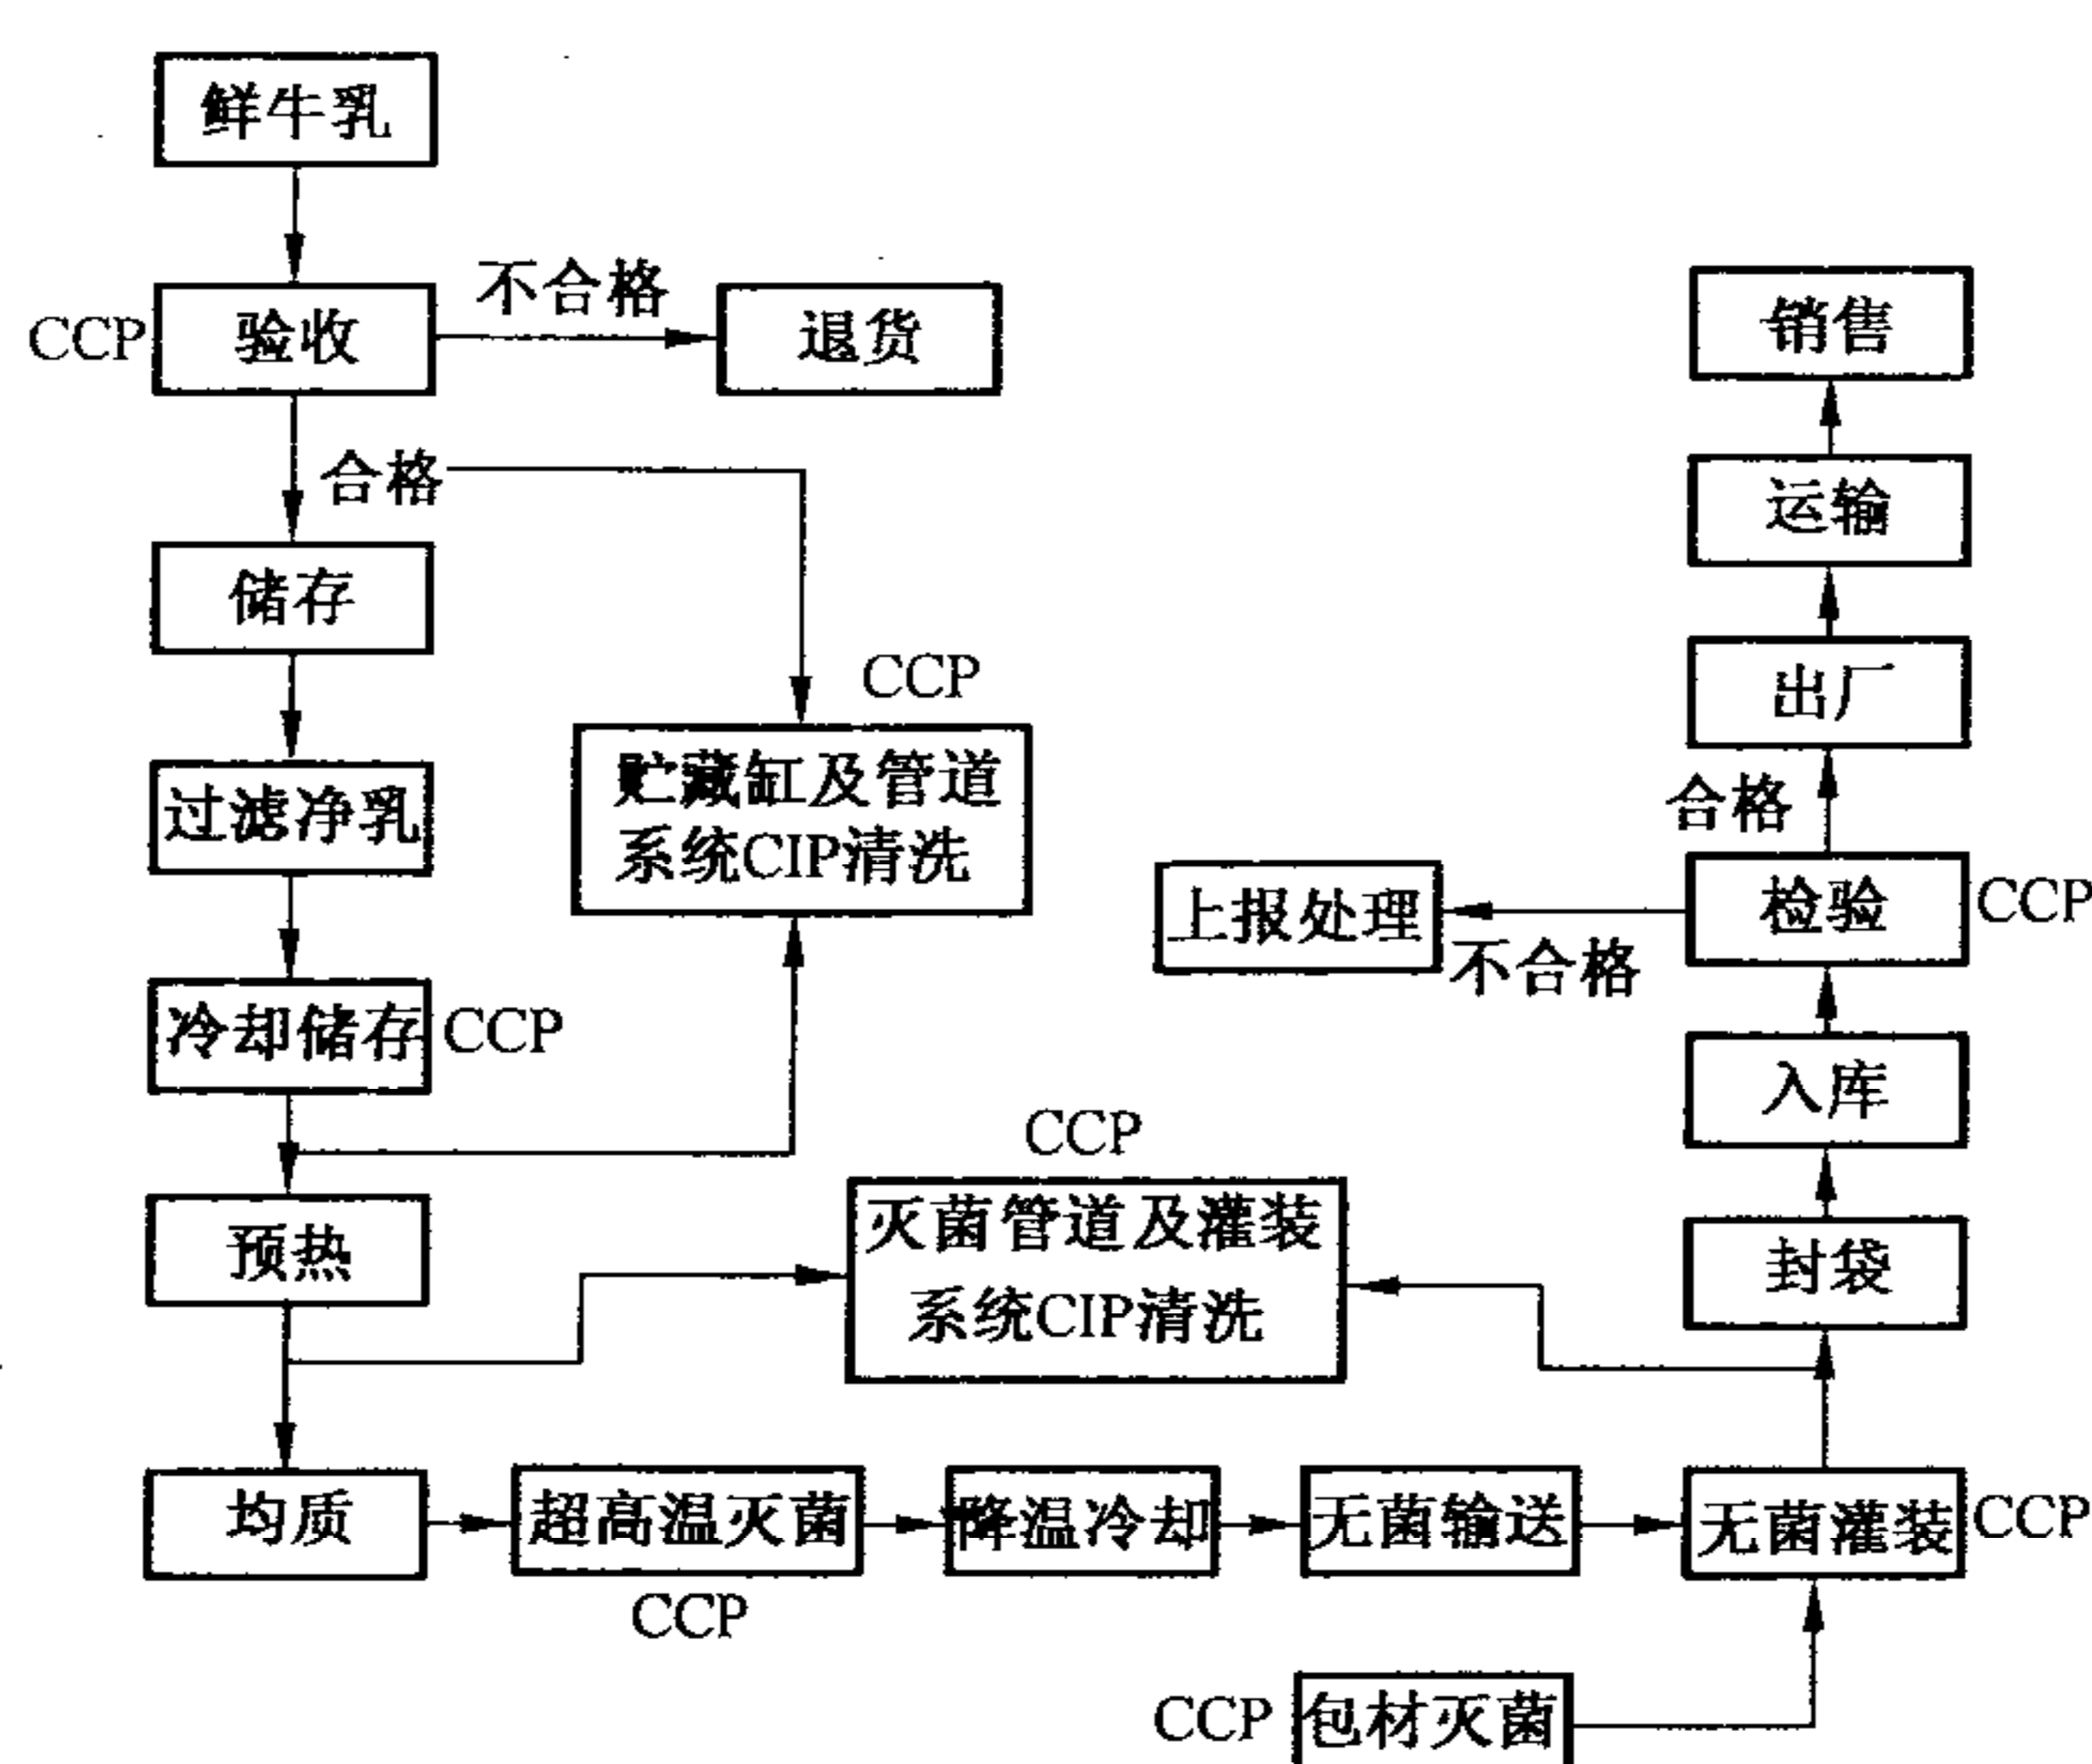 鲜牛乳
不合格
CCP
验收
退货
销售
合格
运输
储存
CCP
出厂
贮藏缸及管道
系统CIP清洗
过滤净乳
合格
上报处理
检验
CCP
不合格
冷却储存
CCP
入库
CCP
灭菌管道及灌装
系统CIP清洗
预热
封袋
均质
超高温灭菌
降温冷却
无菌输送
无菌灌装
CCP
CCP
CCP
包材灭菌